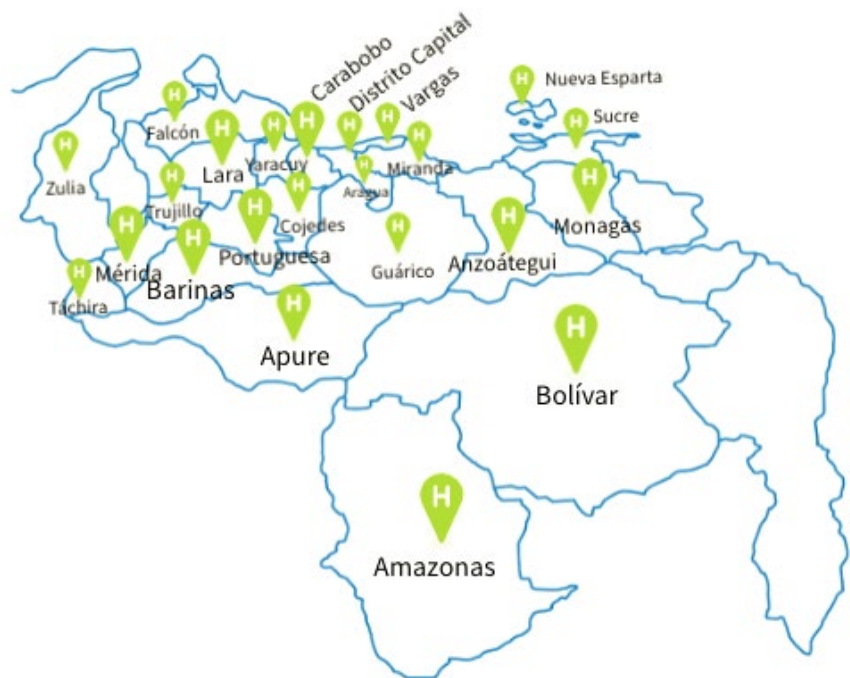 Carabobo
Distrito Capital
Vargas
H Nueva Esparta
H Falcón
H Lara
H Yaracuy
H
H
H
H Miranda
H Sucre
H Zulia
H Trujillo
H Aragua
H Cojedes
H Portuguesa
H Monagas
H Mérida
H Barinas
H Guárico
H Anzoátegui
H Táchira
H Apure
H Bolívar
H Amazonas